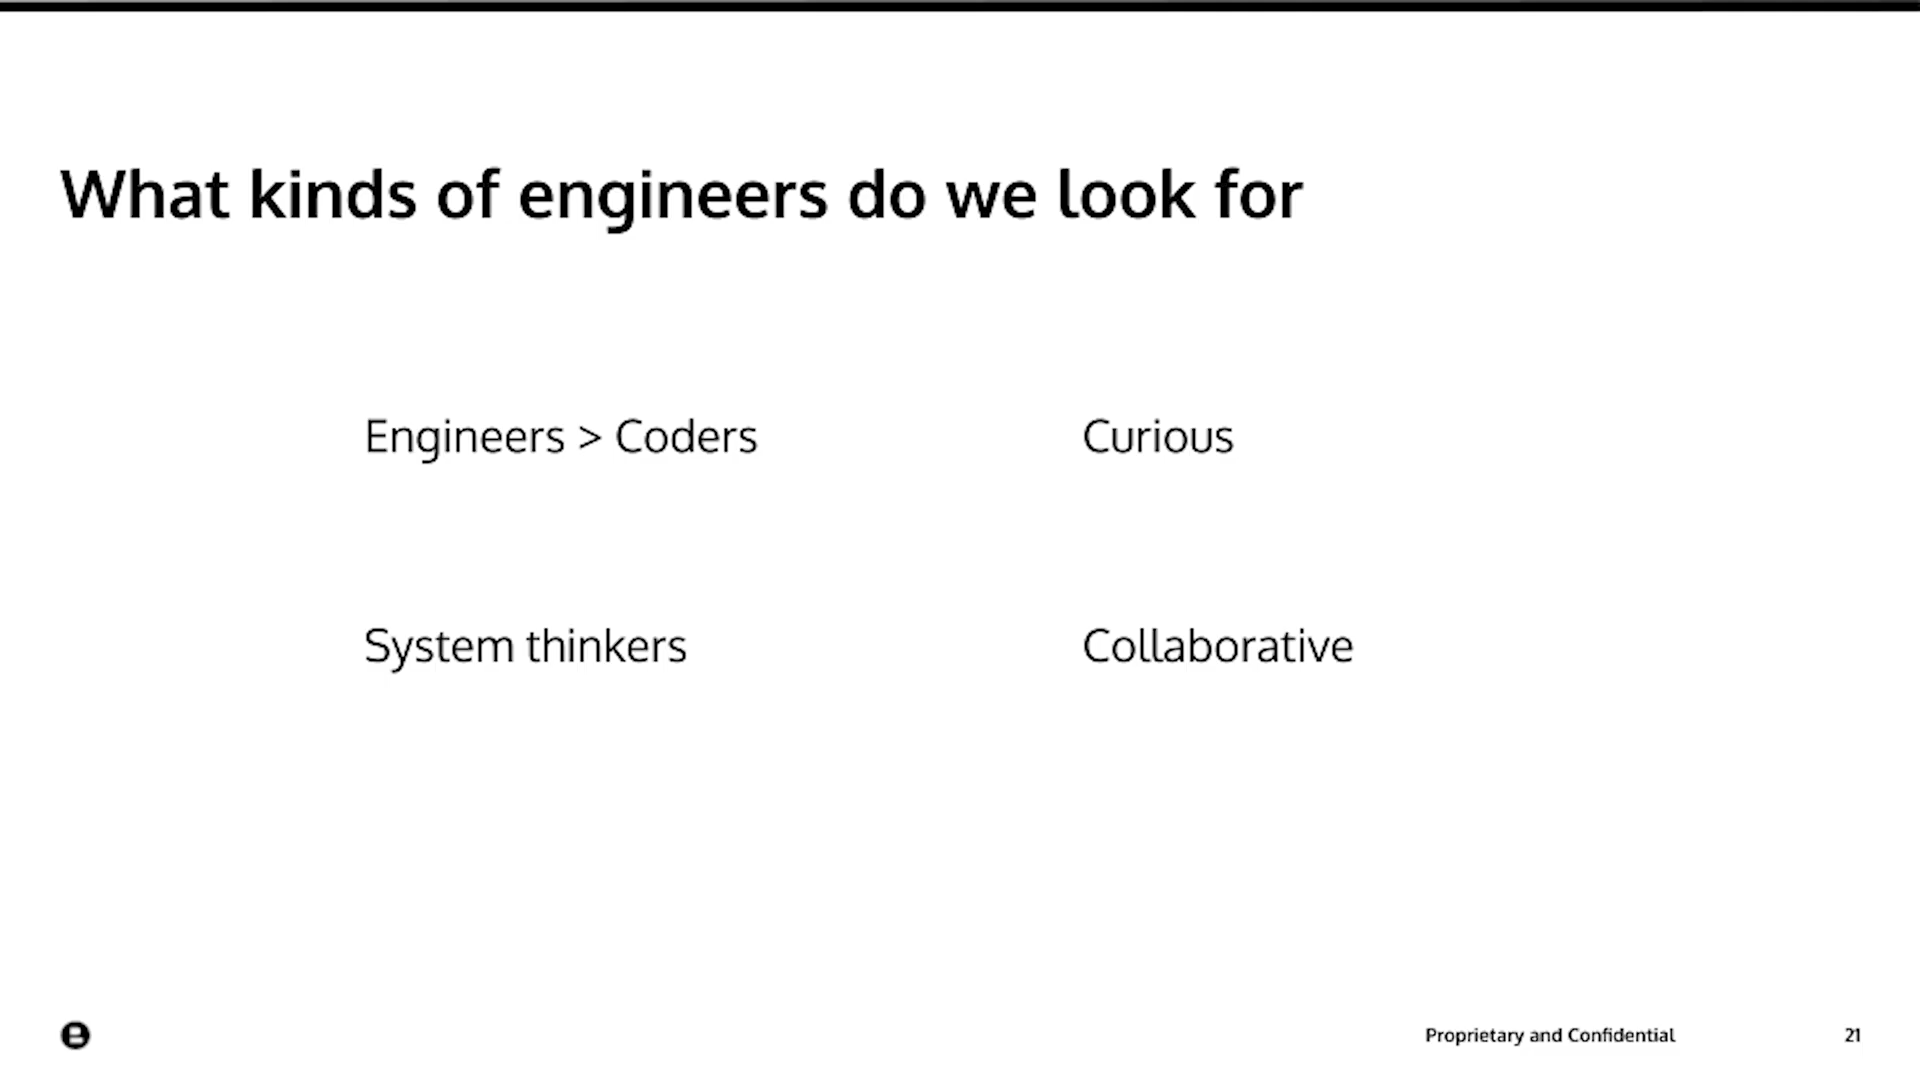 What kinds of engineers do we look for
Engineers > Coders
Curious
System thinkers
Collaborative
Proprietary and Confidential
21